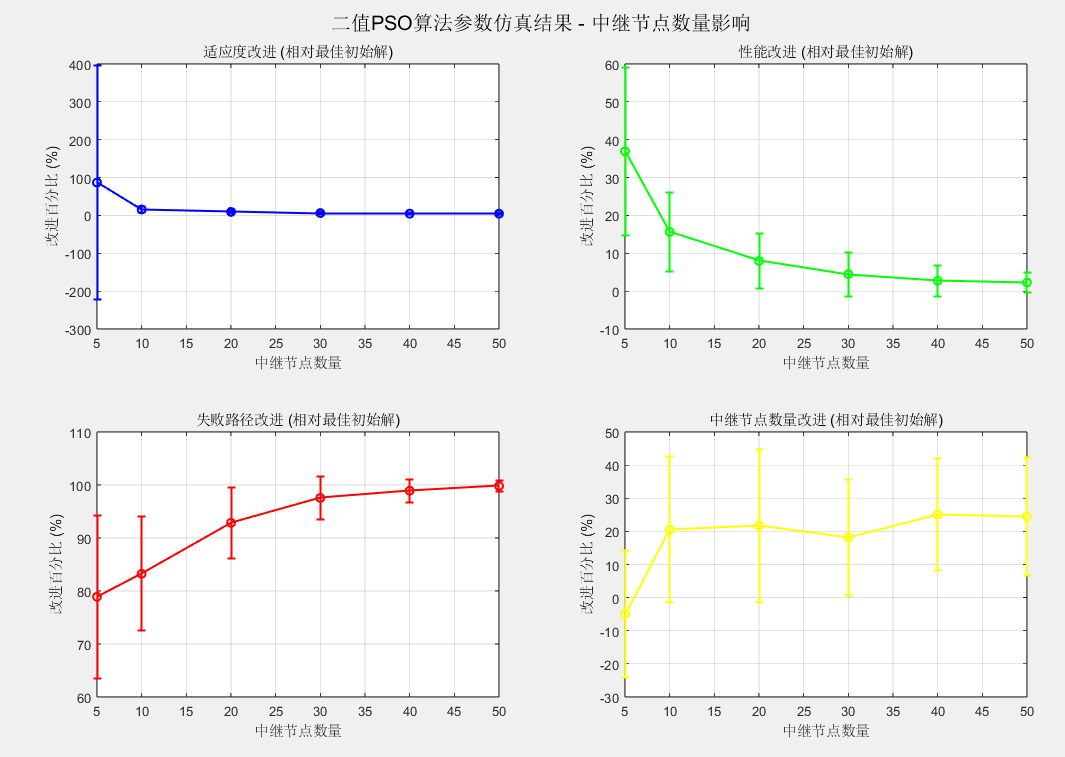 二值PSO算法参数仿真结果 - 中继节点数量影响
适应度改进 (相对最佳初始解)
400
300
200
100
0
-100
-200
-300
改进百分比 (%)
5 10 15 20 25 30 35 40 45 50
中继节点数量
性能改进 (相对最佳初始解)
60
50
40
30
20
10
0
-10
改进百分比 (%)
5 10 15 20 25 30 35 40 45 50
中继节点数量
失败路径改进 (相对最佳初始解)
110
100
90
80
70
60
改进百分比 (%)
5 10 15 20 25 30 35 40 45 50
中继节点数量
中继节点数量改进 (相对最佳初始解)
50
40
30
20
10
0
-10
-20
-30
改进百分比 (%)
5 10 15 20 25 30 35 40 45 50
中继节点数量